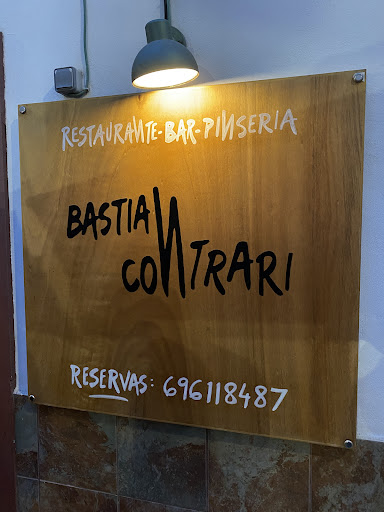 RESTAURANTE-BAR-PINSERIA
BASTIAN
CONTRARI
RESERVAS: 696118487